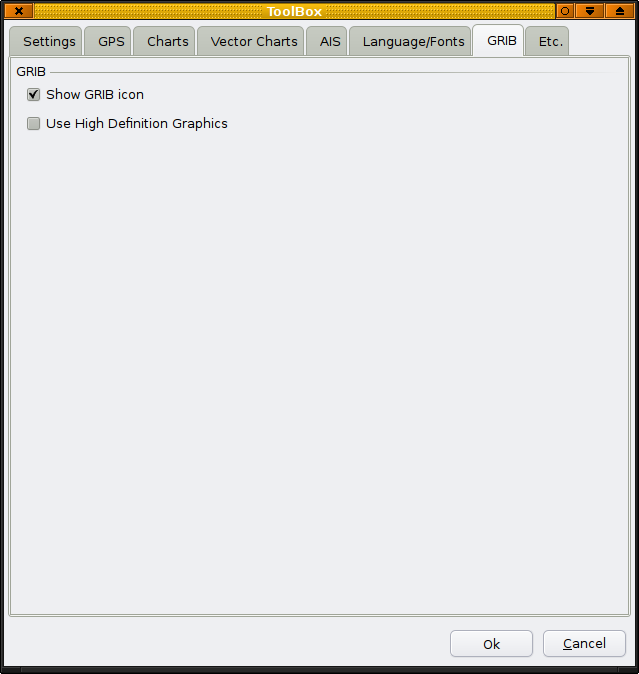 ToolBox
Settings GPS Charts Vector Charts AIS Language/Fonts GRIB Etc.
GRIB
Show GRIB icon
Use High Definition Graphics
Ok Cancel